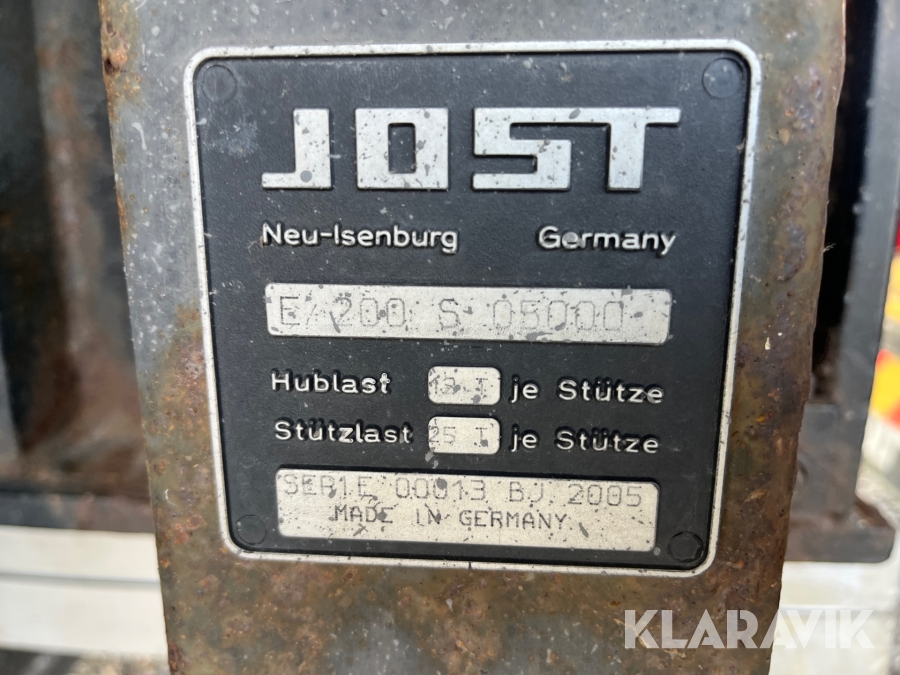 JOST
Neu-Isenburg Germany
E/200 S 05000
Hublast T je Stütze
Stützlast 25 T je Stütze
SERIE 00013 BJ. 2005
MADE IN GERMANY
KLARAVIK